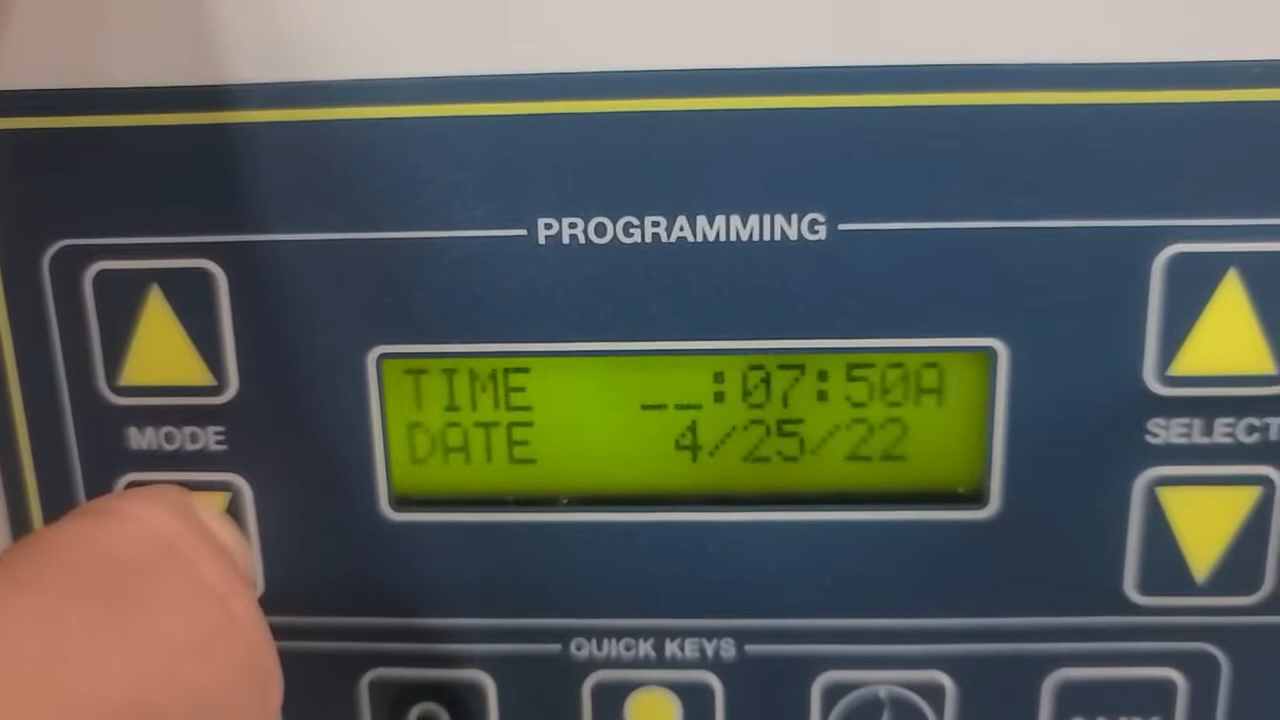 PROGRAMMING
MODE
TIME __:07:50A
DATE 4/25/22
SELECT
QUICK KEYS